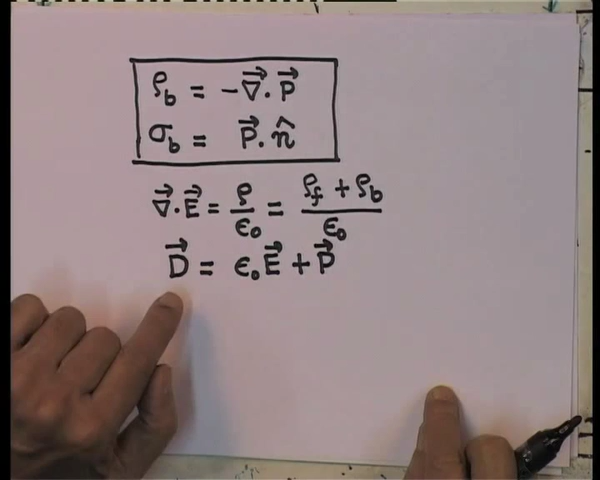 ρ_b = -∇⃗·P⃗
σ_b = P⃗·n̂
∇⃗·E⃗ = ρ/ε₀ = (ρ_f + ρ_b)/ε₀
D⃗ = ε₀E⃗ + P⃗